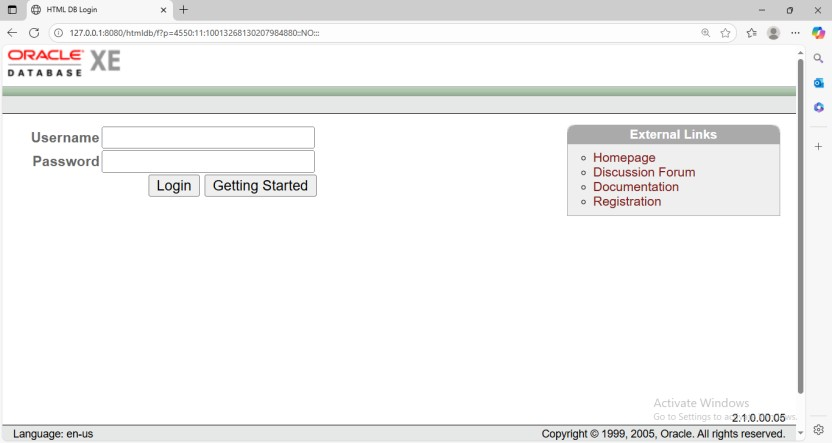 HTML DB Login
127.0.0.1:8080/htmldb/f?p=4550:11:10013268130207984880::NO:::
ORACLE XE
DATABASE
Username
Password
Login Getting Started
External Links
Homepage
Discussion Forum
Documentation
Registration
Activate Windows
Go to Settings to
2.1.0.00.05
Language: en-us
Copyright © 1999, 2005, Oracle. All rights reserved.